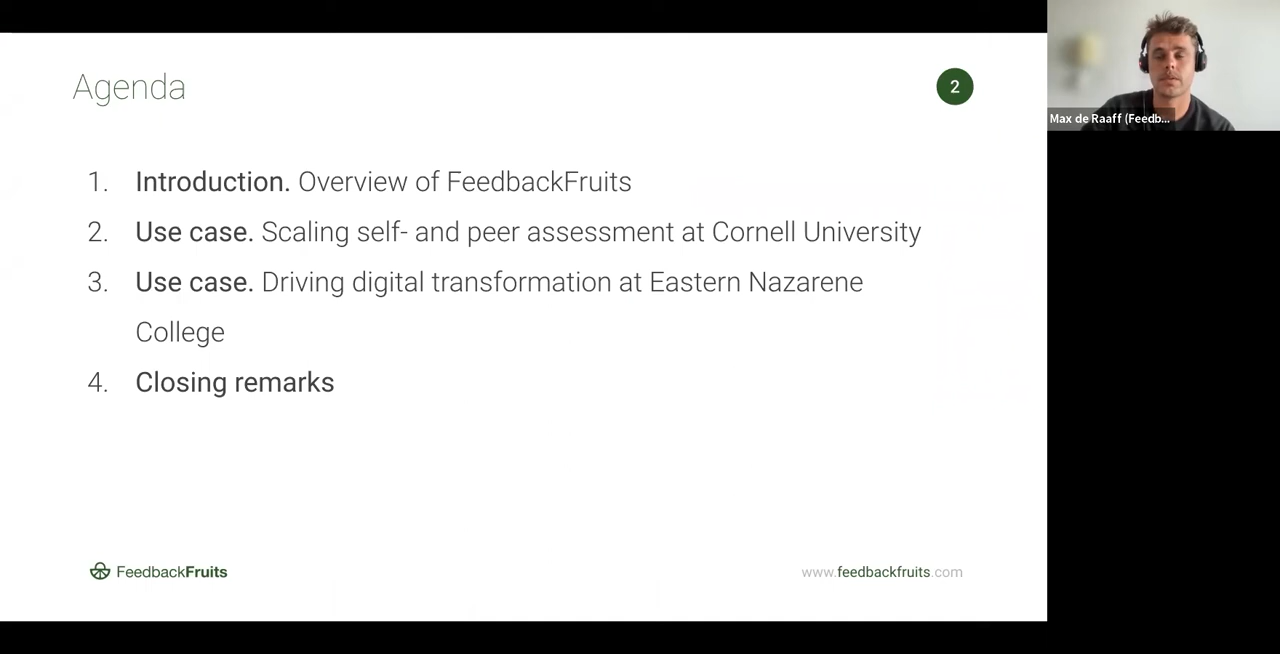 Agenda
2
1. Introduction. Overview of FeedbackFruits
2. Use case. Scaling self- and peer assessment at Cornell University
3. Use case. Driving digital transformation at Eastern Nazarene
College
4. Closing remarks
FeedbackFruits
www.feedbackfruits.com
Max de Raaff (Feedb...